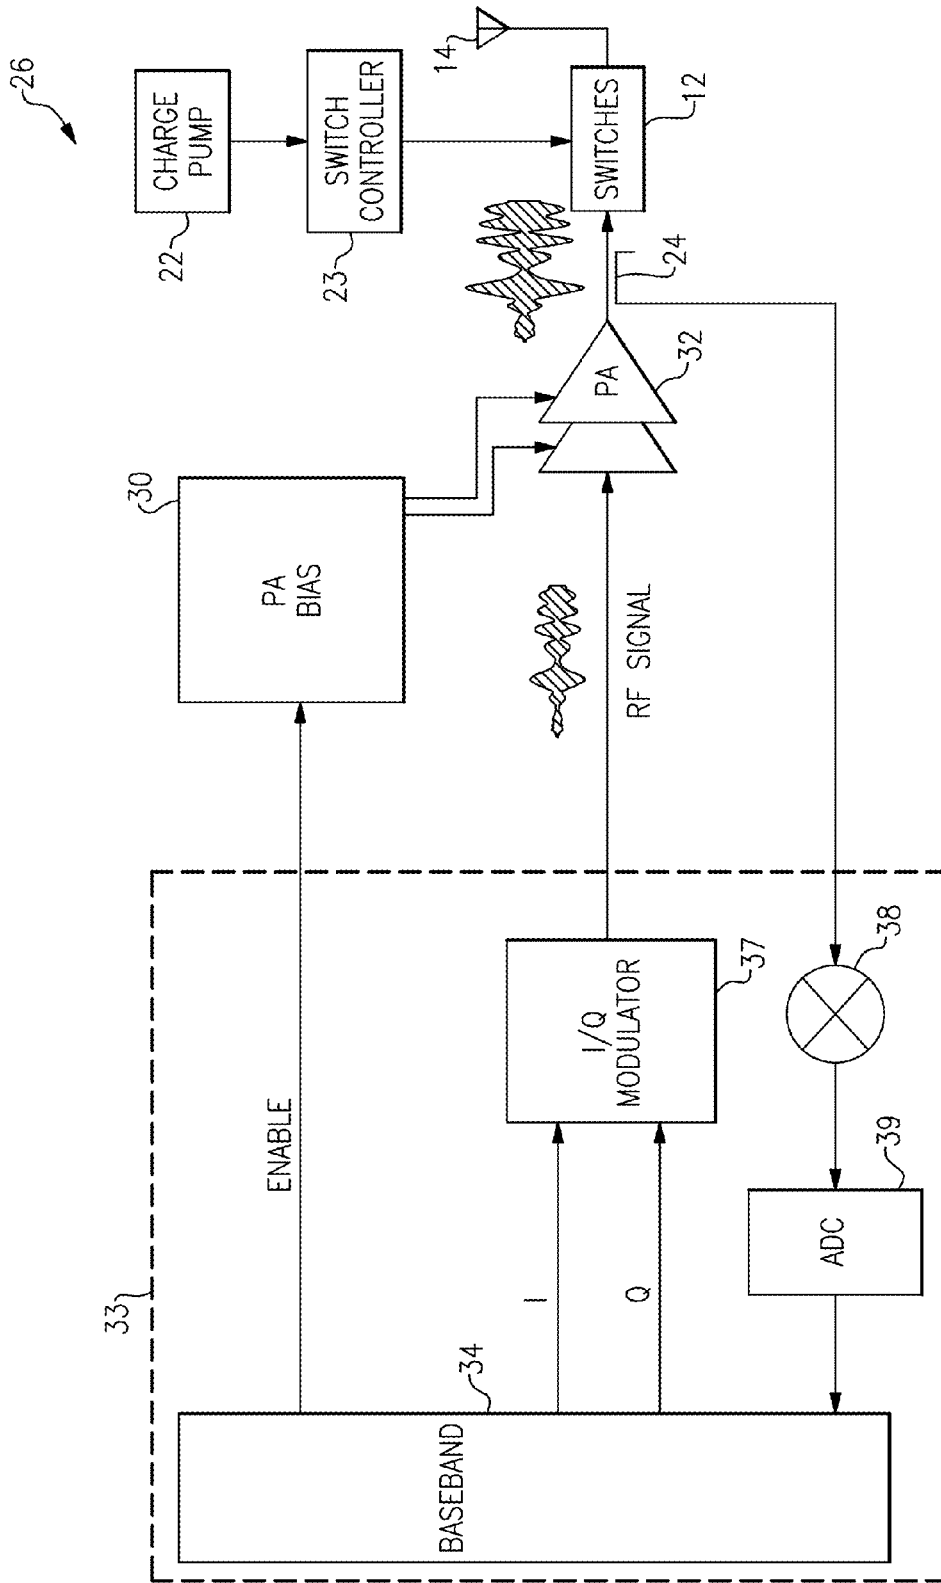 26
CHARGE
PUMP
22
SWITCH
CONTROLLER
23
14
SWITCHES
12
24
PA
32
30
PA
BIAS
RF SIGNAL
33
ENABLE
I/Q
MODULATOR
37
38
I
Q
39
ADC
34
BASEBAND